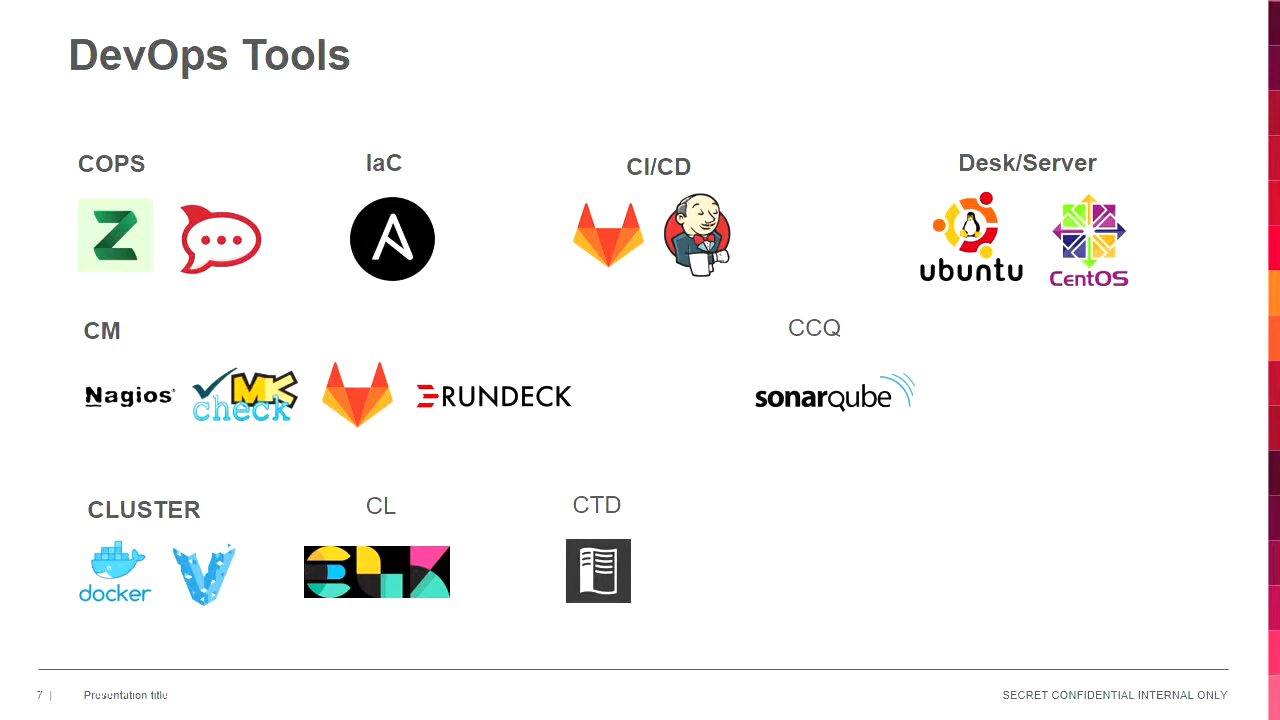 DevOps Tools
COPS
IaC
CI/CD
Desk/Server
Z
ubuntu
CentOS
CM
CCQ
Nagios®
MK
check
RUNDECK
sonarqube
CLUSTER
CL
CTD
docker
7 |
Presentation title
SECRET CONFIDENTIAL INTERNAL ONLY